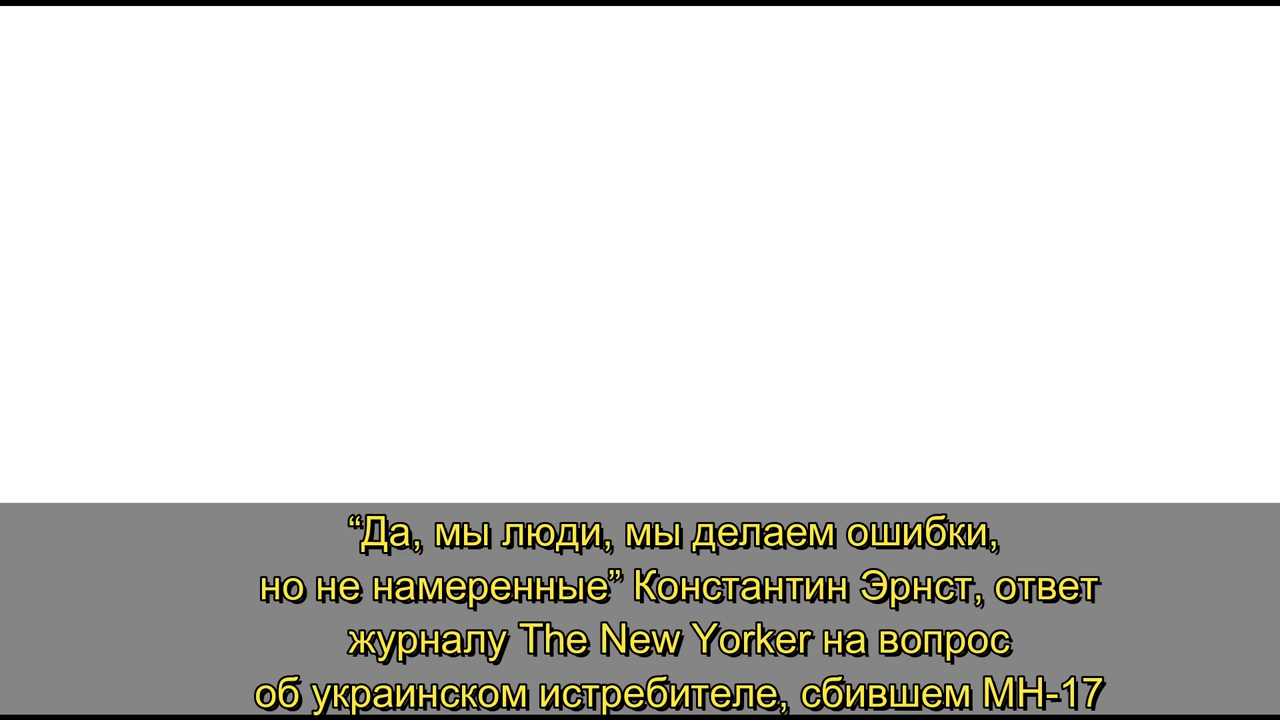 “Да, мы люди, мы делаем ошибки,
но не намеренные” Константин Эрнст, ответ
журналу The New Yorker на вопрос
об украинском истребителе, сбившем МН-17